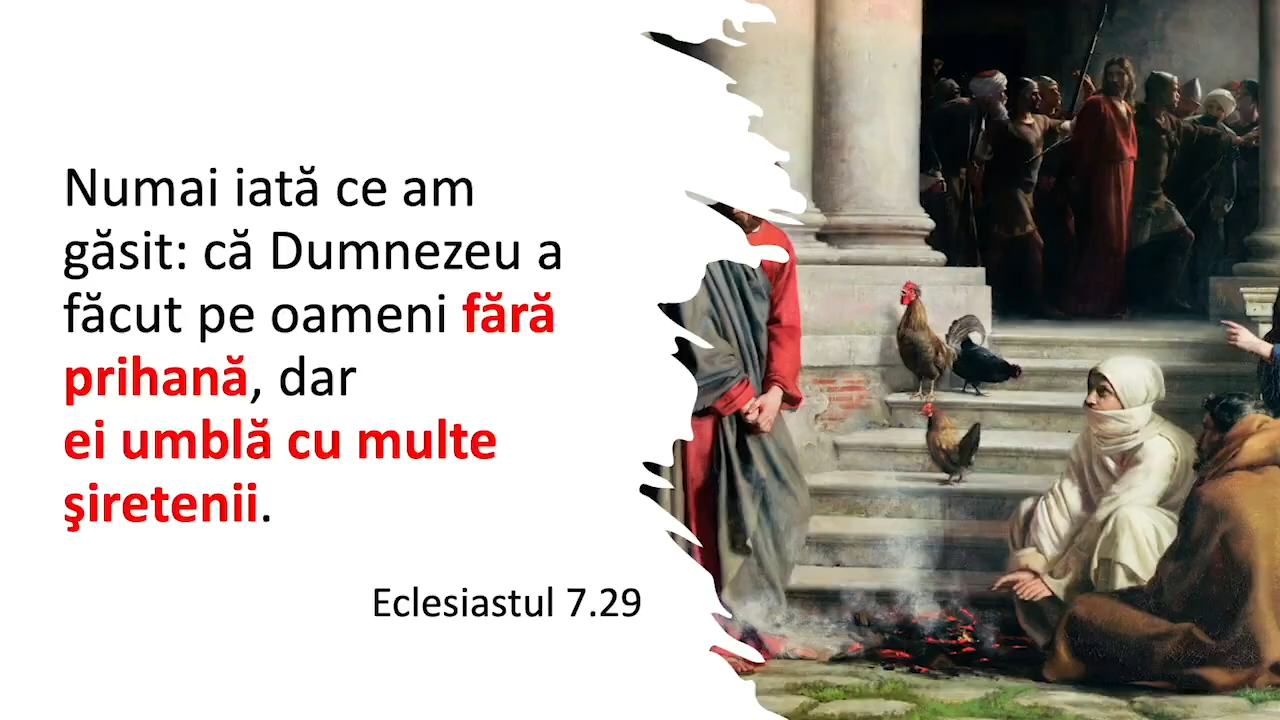 Numai iată ce am
găsit: că Dumnezeu a
făcut pe oameni fără
prihană, dar
ei umblă cu multe
şiretenii.
Eclesiastul 7.29